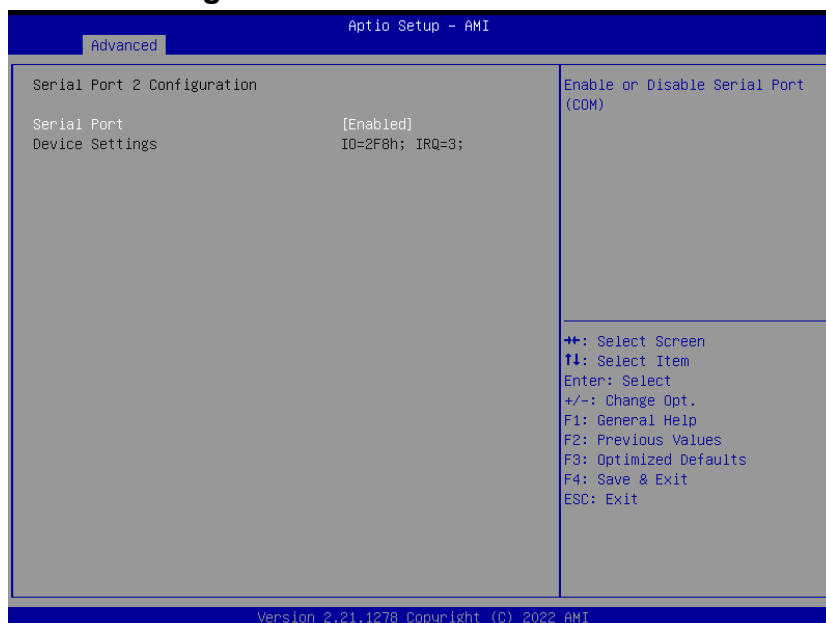 Aptio Setup – AMI
Advanced
Serial Port 2 Configuration
Serial Port [Enabled]
Device Settings IO=2F8h; IRQ=3;
Enable or Disable Serial Port
(COM)
→←: Select Screen
↑↓: Select Item
Enter: Select
+/-: Change Opt.
F1: General Help
F2: Previous Values
F3: Optimized Defaults
F4: Save & Exit
ESC: Exit
Version 2.21.1278 Copyright (C) 2022 AMI